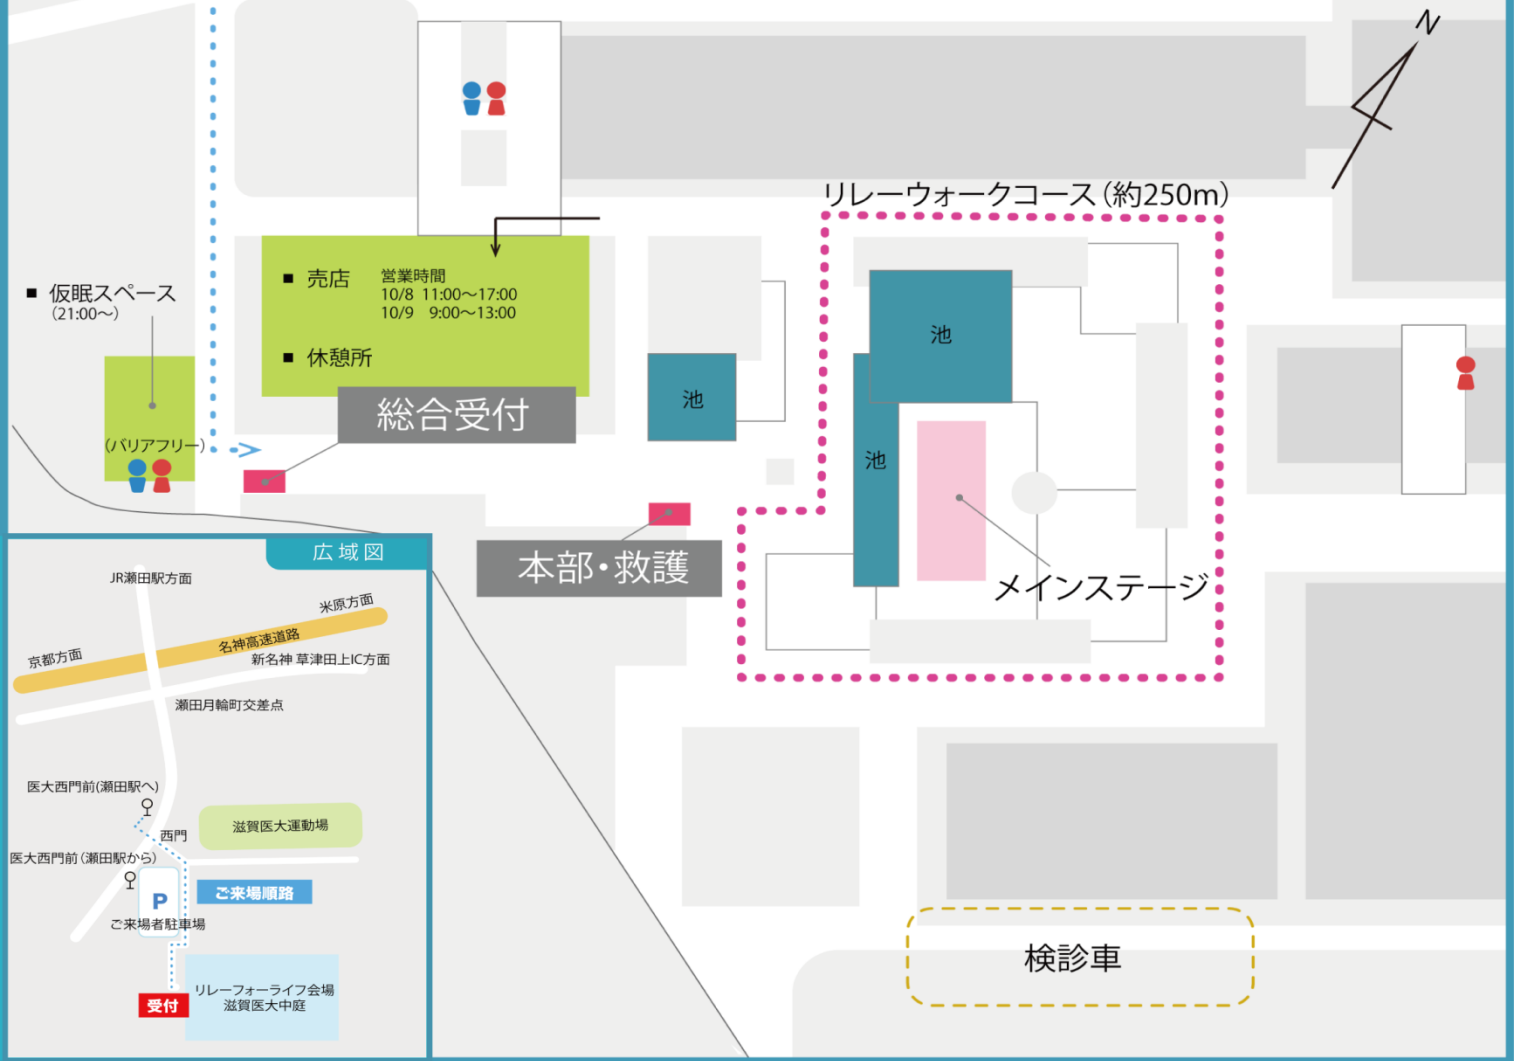 N
リレーウォークコース（約250m）
■ 売店
営業時間
10/8 11:00～17:00
10/9 9:00～13:00
■ 休憩所
■ 仮眠スペース
（21:00～）
（バリアフリー）
総合受付
池
池
池
本部・救護
メインステージ
検診車
広域図
JR瀬田駅方面
米原方面
名神高速道路
京都方面
新名神 草津田上IC方面
瀬田月輪町交差点
医大西門前(瀬田駅へ)
西門
滋賀医大運動場
医大西門前（瀬田駅から）
P
ご来場順路
ご来場者駐車場
リレーフォーライフ会場
滋賀医大中庭
受付